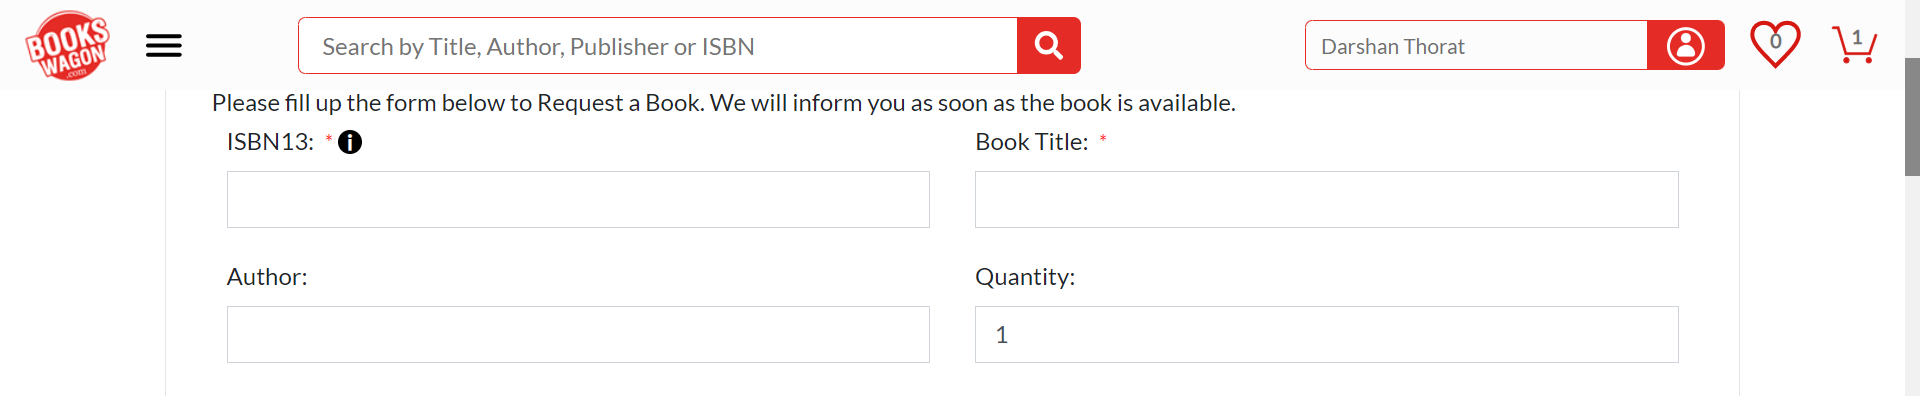 BOOKS
WAGON
.com
Search by Title, Author, Publisher or ISBN
Darshan Thorat
0
1
Please fill up the form below to Request a Book. We will inform you as soon as the book is available.
ISBN13: * i
Book Title: *
Author:
Quantity:
1